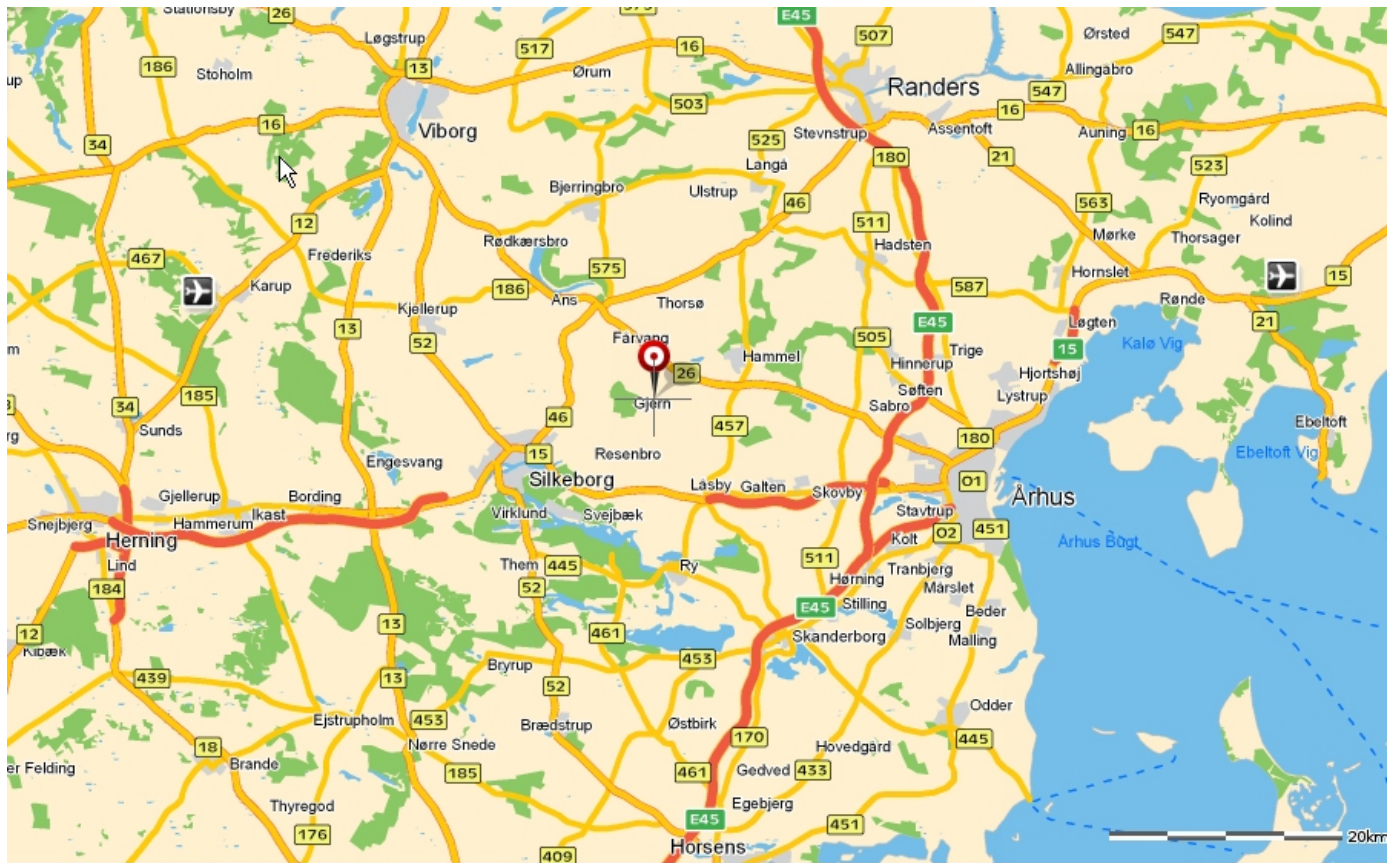 Stationsby
26
Løgstrup
13
186
Stoholm
517
16
Ørum
503
E45
507
Randers
Ørsted
547
Allingåbro
547
16
Assentoft
Auning
16
21
523
34
16
Viborg
Stevnstrup
525
Langå
180
Bjerringbro
Ulstrup
46
511
563
Ryomgård
Kolind
Mørke
Thorsager
12
Rødkærsbro
Hadsten
467
Frederiks
575
Hornslet
15
Karup
186
Ans
Thorsø
587
Rønde
Kjellerup
13
52
Fårvang
505
E45
Løgten
21
Kalø Vig
15
Hammel
Hinnerup
Trige
26
Hjortshøj
Søften
Lystrup
185
34
Gjern
Sabro
46
457
180
Ebeltoft
Sunds
Ebeltoft Vig
15
Resenbro
Engesvang
Silkeborg
Låsby
Galten
Skovby
01
Århus
Gjellerup
Bording
Ikast
Snejbjerg
Hammerum
Virklund
Svejbæk
Stavtrup
02
451
Herning
Kolt
Århus Bugt
Lind
Them
445
Ry
511
Tranbjerg
184
52
Hørning
Mårslet
E45
Stilling
Beder
12
13
461
Skanderborg
Solbjerg
Malling
Kibæk
439
13
Bryrup
453
52
Odder
Ejstrupholm
453
Brædstrup
Østbirk
170
445
18
Nørre Snede
Hovedgård
er Felding
Brande
185
461
Gedved
433
Thyregod
Egebjerg
176
E45
451
20km
409
Horsens